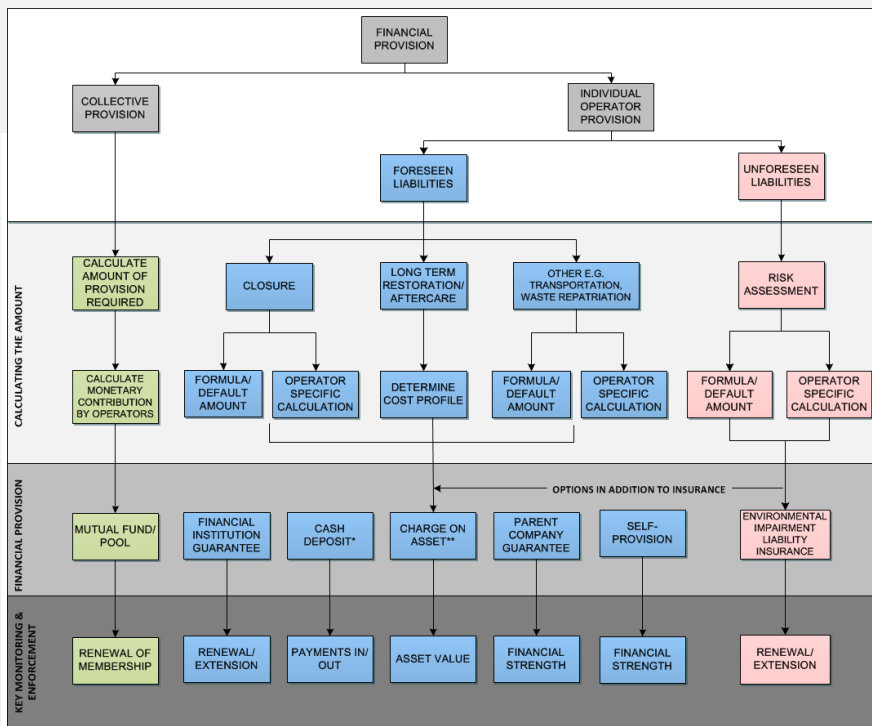 FINANCIAL
PROVISION
COLLECTIVE
PROVISION
INDIVIDUAL
OPERATOR
PROVISION
FORESEEN
LIABILITIES
UNFORESEEN
LIABILITIES
CALCULATING THE AMOUNT
CALCULATE
AMOUNT OF
PROVISION
REQUIRED
CLOSURE
LONG TERM
RESTORATION/
AFTERCARE
OTHER E.G.
TRANSPORTATION,
WASTE REPATRIATION
RISK
ASSESSMENT
CALCULATE
MONETARY
CONTRIBUTION
BY OPERATORS
FORMULA/
DEFAULT
AMOUNT
OPERATOR
SPECIFIC
CALCULATION
DETERMINE
COST PROFILE
FORMULA/
DEFAULT
AMOUNT
OPERATOR
SPECIFIC
CALCULATION
FORMULA/
DEFAULT
AMOUNT
OPERATOR
SPECIFIC
CALCULATION
FINANCIAL PROVISION
OPTIONS IN ADDITION TO INSURANCE
MUTUAL FUND/
POOL
FINANCIAL
INSTITUTION
GUARANTEE
CASH
DEPOSIT*
CHARGE ON
ASSET**
PARENT
COMPANY
GUARANTEE
SELF-
PROVISION
ENVIRONMENTAL
IMPAIRMENT
LIABILITY
INSURANCE
KEY MONITORING &
ENFORCEMENT
RENEWAL OF
MEMBERSHIP
RENEWAL/
EXTENSION
PAYMENTS IN/
OUT
ASSET VALUE
FINANCIAL
STRENGTH
FINANCIAL
STRENGTH
RENEWAL/
EXTENSION